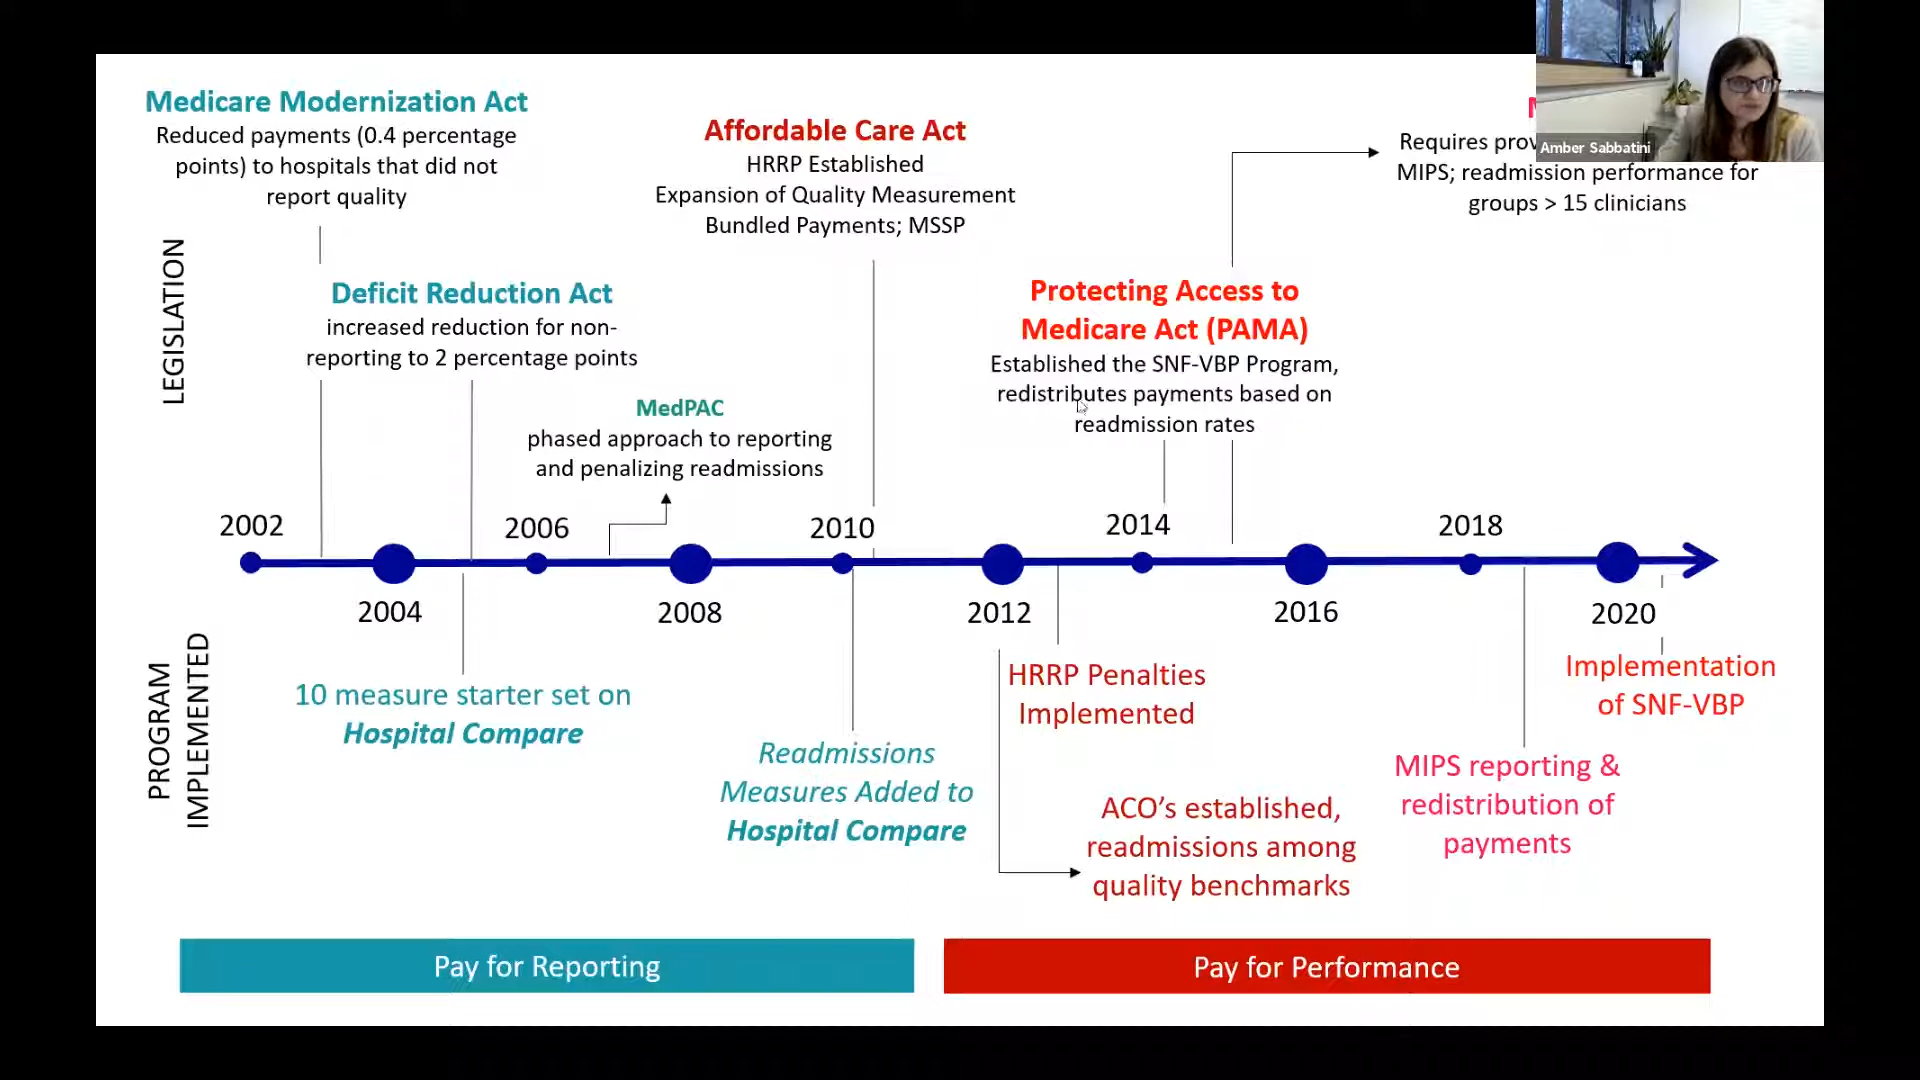 Medicare Modernization Act
Reduced payments (0.4 percentage
points) to hospitals that did not
report quality
Affordable Care Act
HRRP Established
Expansion of Quality Measurement
Bundled Payments; MSSP
Requires
MIPS; readmission performance for
groups > 15 clinicians
Amber Sabbatini
LEGISLATION
Deficit Reduction Act
increased reduction for non-
reporting to 2 percentage points
Protecting Access to
Medicare Act (PAMA)
Established the SNF-VBP Program,
redistributes payments based on
readmission rates
MedPAC
phased approach to reporting
and penalizing readmissions
2002
2006
2010
2014
2018
2004
2008
2012
2016
2020
PROGRAM
IMPLEMENTED
10 measure starter set on
Hospital Compare
Readmissions
Measures Added to
Hospital Compare
HRRP Penalties
Implemented
ACO’s established,
readmissions among
quality benchmarks
MIPS reporting &
redistribution of
payments
Implementation
of SNF-VBP
Pay for Reporting
Pay for Performance